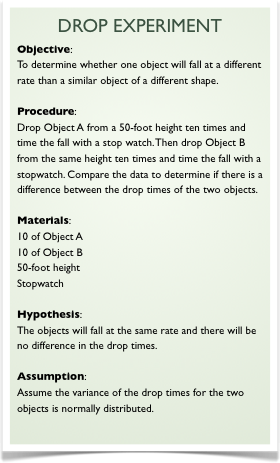 DROP EXPERIMENT
Objective:
To determine whether one object will fall at a different
rate than a similar object of a different shape.
Procedure:
Drop Object A from a 50-foot height ten times and
time the fall with a stop watch. Then drop Object B
from the same height ten times and time the fall with a
stopwatch. Compare the data to determine if there is a
difference between the drop times of the two objects.
Materials:
10 of Object A
10 of Object B
50-foot height
Stopwatch
Hypothesis:
The objects will fall at the same rate and there will be
no difference in the drop times.
Assumption:
Assume the variance of the drop times for the two
objects is normally distributed.